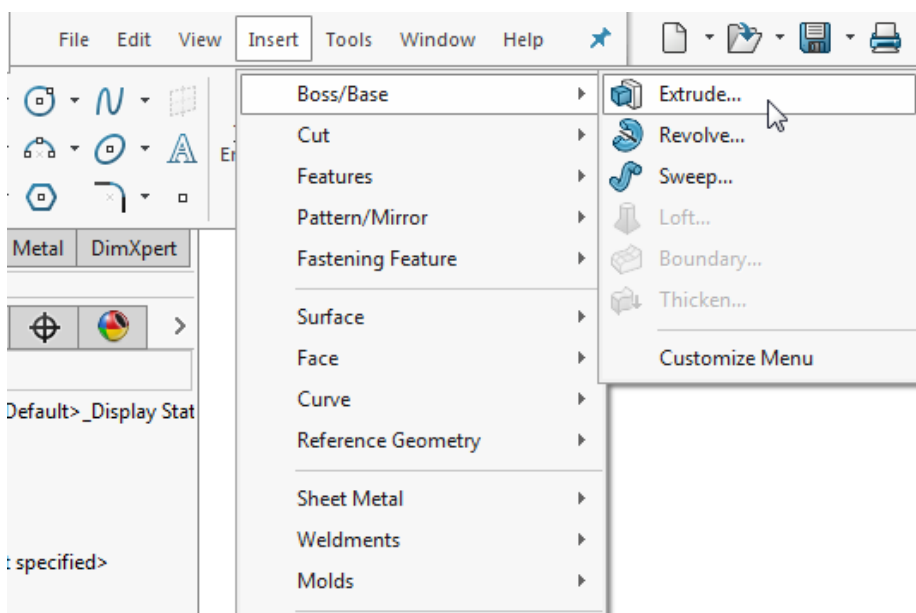 File Edit View Insert Tools Window Help
Boss/Base
Extrude...
Cut
Revolve...
Features
Sweep...
Pattern/Mirror
Loft...
Fastening Feature
Boundary...
Thicken...
Surface
Face
Customize Menu
Curve
Reference Geometry
Sheet Metal
Weldments
Molds
Metal DimXpert
Default>_Display Stat
t specified>